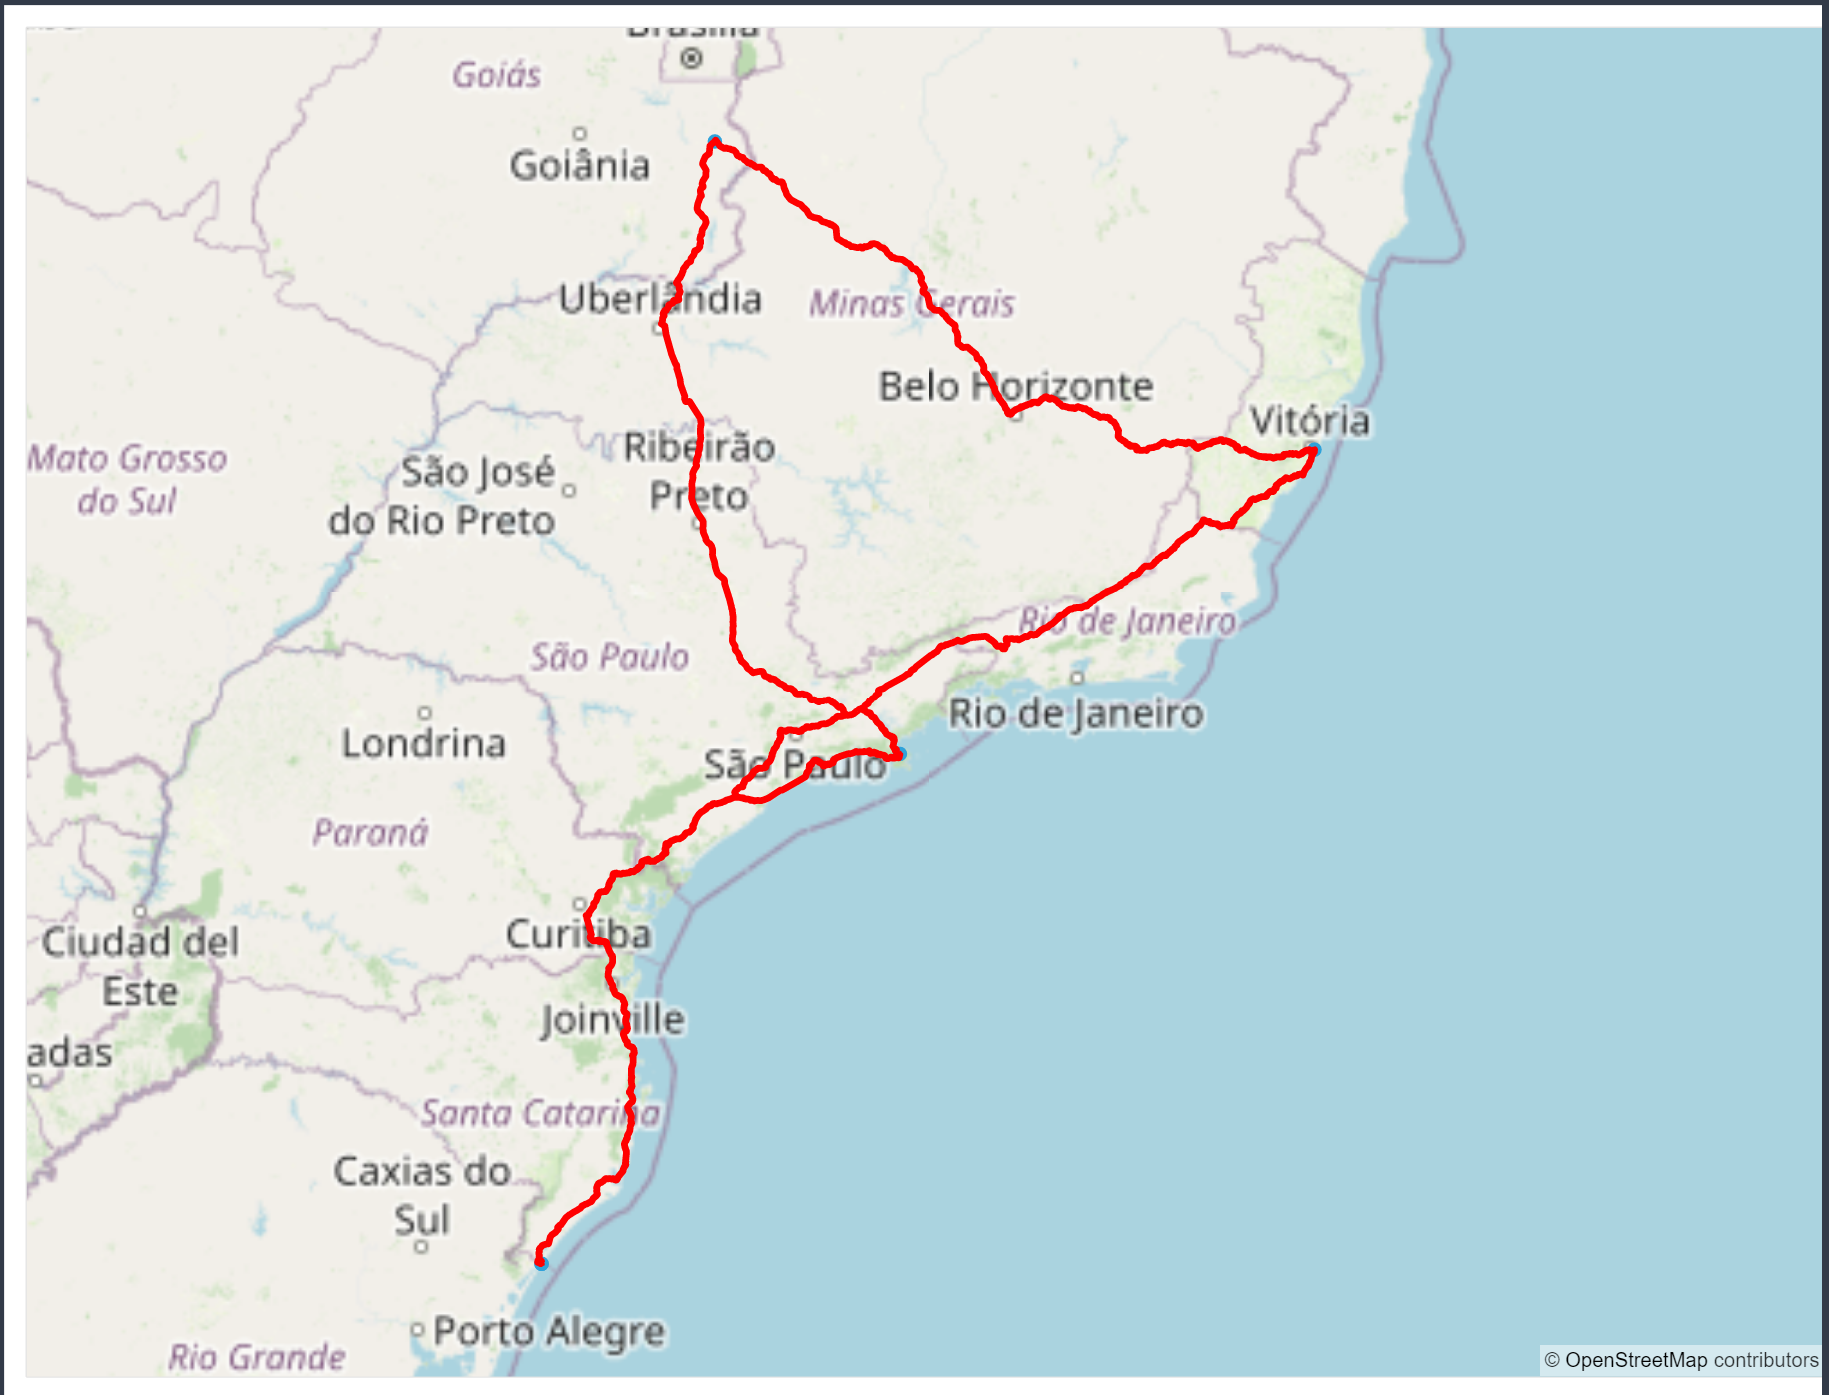 Brasília
Goiás
Goiânia
Uberlândia
Minas Gerais
Belo Horizonte
Vitória
Mato Grosso
do Sul
São José
do Rio Preto
Ribeirão
Preto
Rio de Janeiro
São Paulo
Rio de Janeiro
Londrina
São Paulo
Paraná
Curitiba
Ciudad del
Este
Joinville
adas
Santa Catarina
Caxias do
Sul
Porto Alegre
Rio Grande
© OpenStreetMap contributors